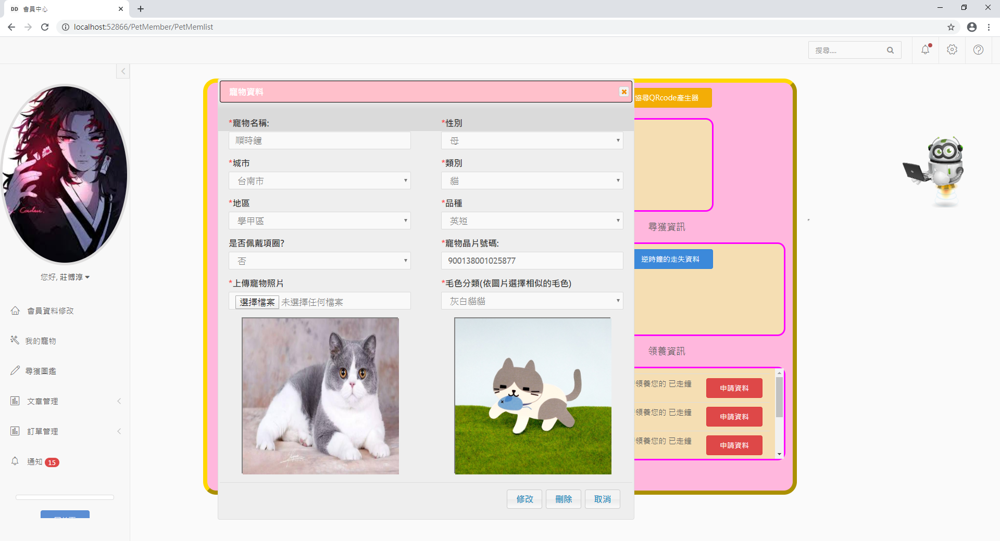 DD 會員中心
localhost:52866/PetMember/PetMemlist
搜尋....
您好, 莊博淳
會員資料修改
我的寵物
尋獲圖鑑
文章管理
訂單管理
通知 15
寵物資料
*寵物名稱:
順時鐘
*性別
母
*城市
台南市
*類別
貓
*地區
學甲區
*品種
英短
是否佩戴項圈?
否
*寵物晶片號碼:
900138001025877
*上傳寵物照片
選擇檔案 未選擇任何檔案
*毛色分類(依圖片選擇相似的毛色)
灰白貓貓
修改
刪除
取消
協尋QRcode產生器
尋獲資訊
逆時鐘的走失資料
領養資訊
領養您的 已走鐘
申請資料
領養您的 已走鐘
申請資料
領養您的 已走鐘
申請資料